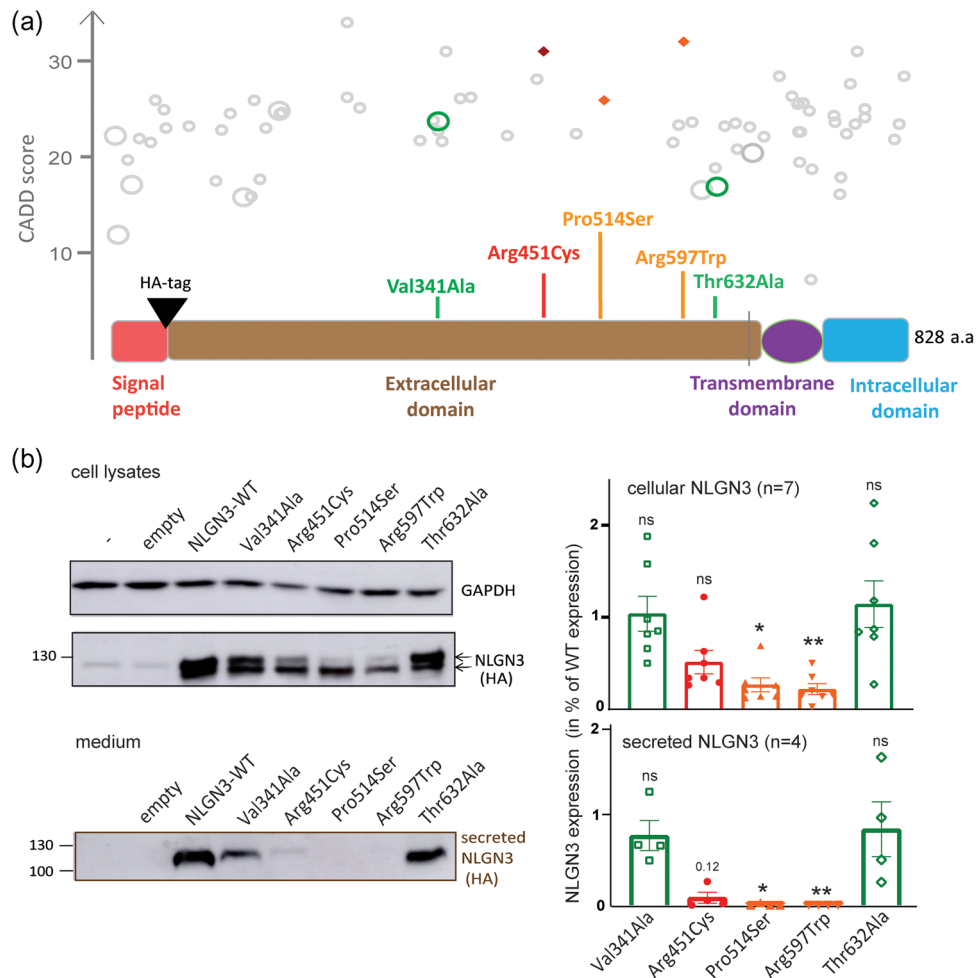 (a)
CADD score
30
20
10
HA-tag
Val341Ala
Arg451Cys
Pro514Ser
Arg597Trp
Thr632Ala
828 a.a
Signal
peptide
Extracellular
domain
Transmembrane
domain
Intracellular
domain
(b)
cell lysates
-
empty
NLGN3-WT
Val341Ala
Arg451Cys
Pro514Ser
Arg597Trp
Thr632Ala
GAPDH
130
NLGN3
(HA)
medium
empty
NLGN3-WT
Val341Ala
Arg451Cys
Pro514Ser
Arg597Trp
Thr632Ala
130
100
secreted
NLGN3
(HA)
NLGN3 expression (in % of WT expression)
cellular NLGN3 (n=7)
2
1
0
ns
ns
*
**
ns
secreted NLGN3 (n=4)
1
0
ns
0.12
*
**
ns
Val341Ala
Arg451Cys
Pro514Ser
Arg597Trp
Thr632Ala